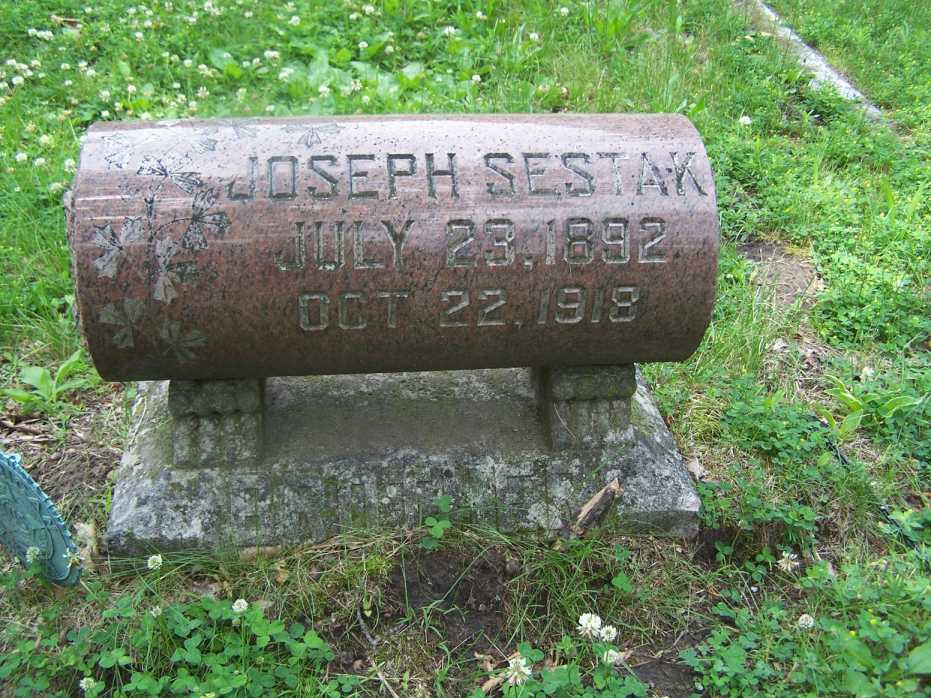 JOSEPH SESTAK
JULY 23, 1892
OCT 22, 1918